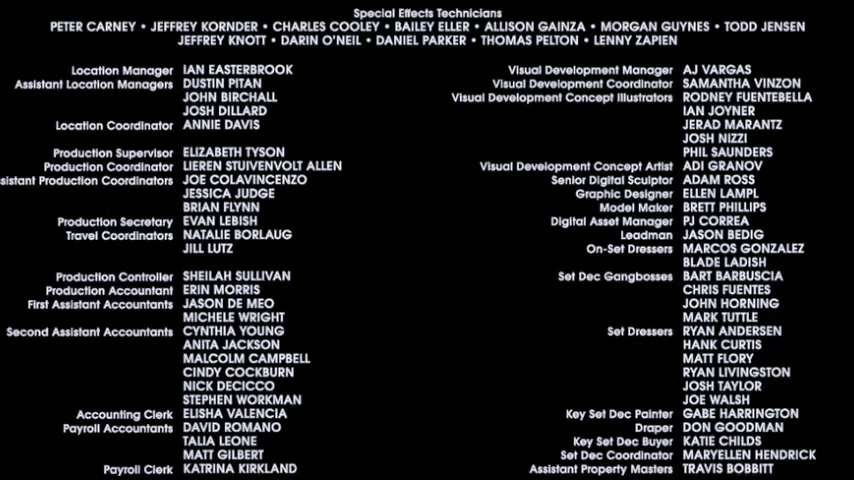 Special Effects Technicians
PETER CARNEY • JEFFREY KORNDER • CHARLES COOLEY • BAILEY ELLER • ALLISON GAINZA • MORGAN GUYNES • TODD JENSEN
JEFFREY KNOTT • DARIN O'NEIL • DANIEL PARKER • THOMAS PELTON • LENNY ZAPIEN
Location Manager IAN EASTERBROOK
Assistant Location Managers DUSTIN PITAN
JOHN BIRCHALL
JOSH DILLARD
Location Coordinator ANNIE DAVIS
Production Supervisor ELIZABETH TYSON
Production Coordinator LIEREN STUIVENVOLT ALLEN
sistant Production Coordinators JOE COLAVINCENZO
JESSICA JUDGE
BRIAN FLYNN
Production Secretary EVAN LEBISH
Travel Coordinators NATALIE BORLAUG
JILL LUTZ
Production Controller SHEILAH SULLIVAN
Production Accountant ERIN MORRIS
First Assistant Accountants JASON DE MEO
MICHELE WRIGHT
Second Assistant Accountants CYNTHIA YOUNG
ANITA JACKSON
MALCOLM CAMPBELL
CINDY COCKBURN
NICK DECICCO
STEPHEN WORKMAN
Accounting Clerk ELISHA VALENCIA
Payroll Accountants DAVID ROMANO
TALIA LEONE
MATT GILBERT
Payroll Clerk KATRINA KIRKLAND
Visual Development Manager AJ VARGAS
Visual Development Coordinator SAMANTHA VINZON
Visual Development Concept Illustrators RODNEY FUENTEBELLA
IAN JOYNER
JERAD MARANTZ
JOSH NIZZI
PHIL SAUNDERS
Visual Development Concept Artist ADI GRANOV
Senior Digital Sculptor ADAM ROSS
Graphic Designer ELLEN LAMPL
Model Maker BRETT PHILLIPS
Digital Asset Manager PJ CORREA
Leadman JASON BEDIG
On-Set Dressers MARCOS GONZALEZ
BLADE LADISH
Set Dec Gangbosses BART BARBUSCIA
CHRIS FUENTES
JOHN HORNING
MARK TUTTLE
Set Dressers RYAN ANDERSEN
HANK CURTIS
MATT FLORY
RYAN LIVINGSTON
JOSH TAYLOR
JOE WALSH
Key Set Dec Painter GABE HARRINGTON
Draper DON GOODMAN
Key Set Dec Buyer KATIE CHILDS
Set Dec Coordinator MARYELLEN HENDRICK
Assistant Property Masters TRAVIS BOBBITT